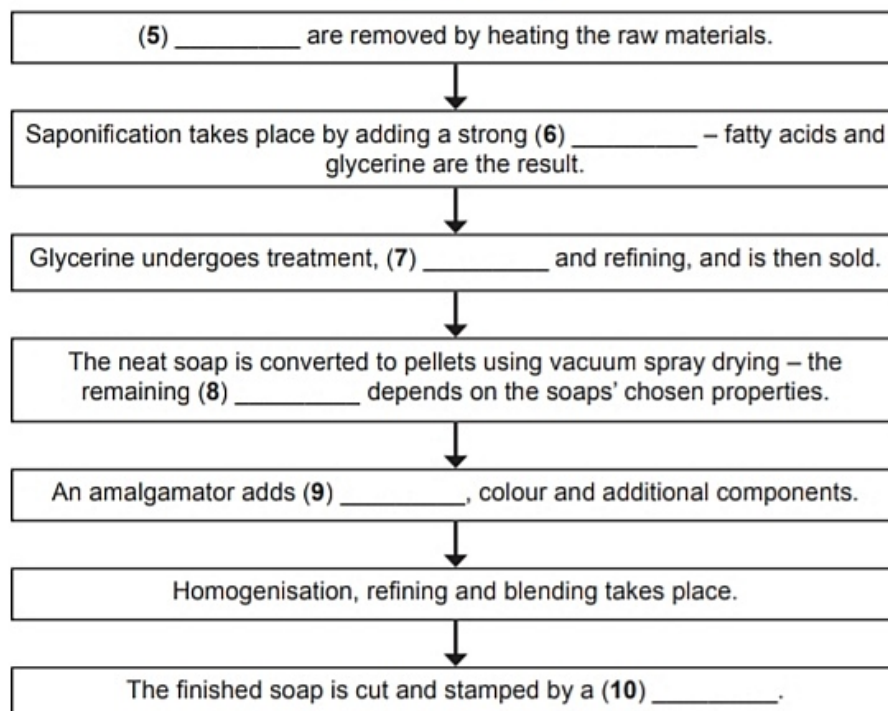 (5) _________ are removed by heating the raw materials.
Saponification takes place by adding a strong (6) _________ – fatty acids and
glycerine are the result.
Glycerine undergoes treatment, (7) _________ and refining, and is then sold.
The neat soap is converted to pellets using vacuum spray drying – the
remaining (8) _________ depends on the soaps’ chosen properties.
An amalgamator adds (9) _________, colour and additional components.
Homogenisation, refining and blending takes place.
The finished soap is cut and stamped by a (10) _________.